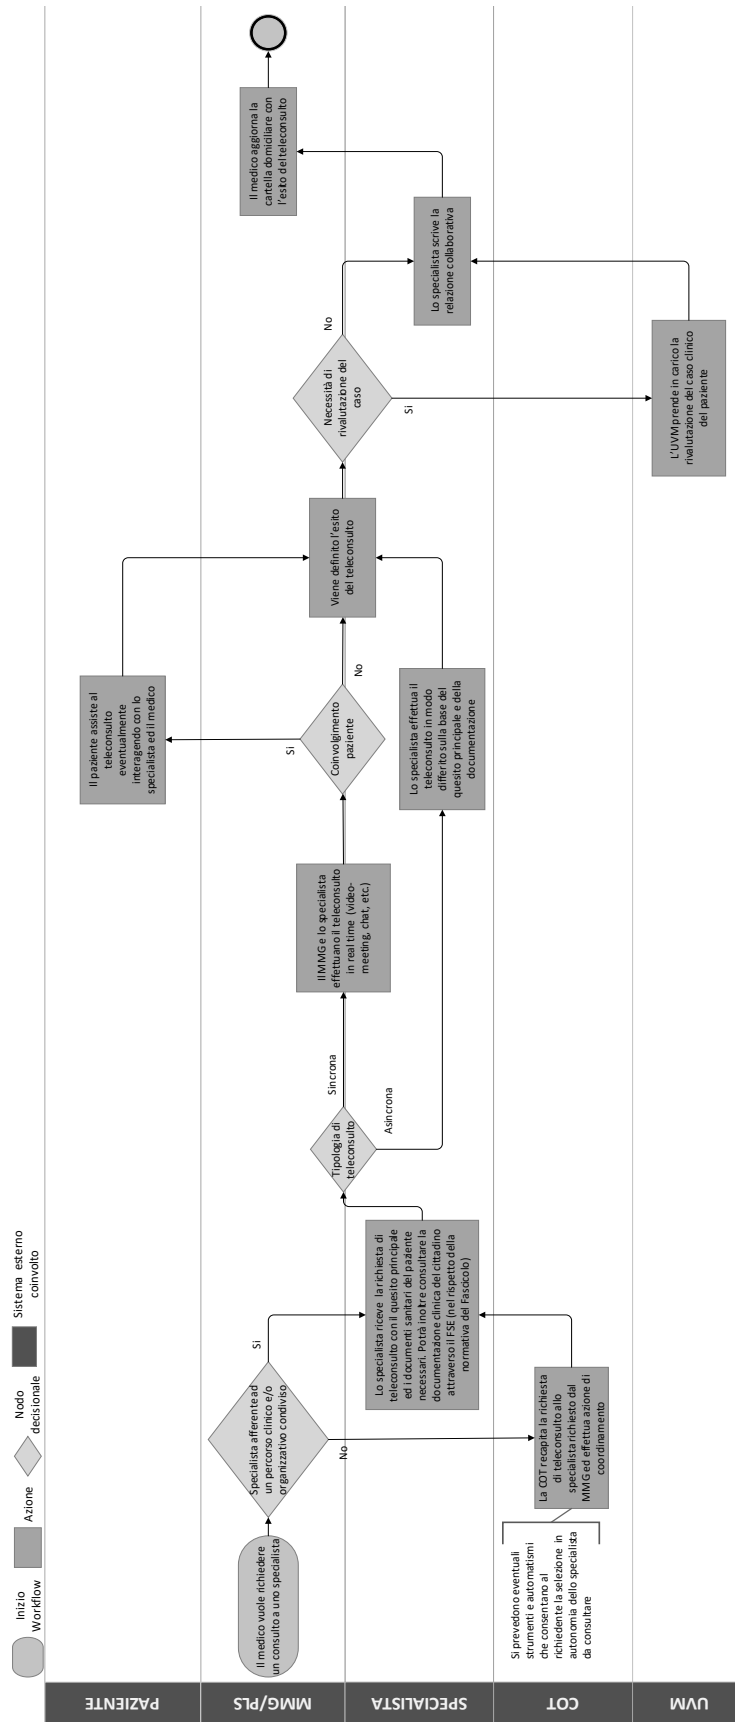 Inizio
Workflow
Azione
Nodo
decisionale
Sistema esterno
coinvolto
PAZIENTE
MMG/PLS
SPECIALISTA
COT
UVM
Il medico vuole richiedere
un consulto a uno specialista
Specialista afferente ad
un percorso clinico e/o
organizzativo condiviso
Si
No
Si prevedono eventuali
strumenti e automatismi
che consentano al
richiedente la selezione in
autonomia dello specialista
da consultare
La COT recapita la richiesta
di teleconsulto allo
specialista richiesto dal
MMG ed effettua azione di
coordinamento
Lo specialista riceve la richiesta di
teleconsulto con il quesito principale
ed i documenti sanitari del paziente
necessari. Potrà inoltre consultare la
documentazione clinica del cittadino
attraverso il FSE (nel rispetto della
normativa del Fascicolo)
Tipologia di
teleconsulto
Sincrona
Asincrona
Il MMG e lo specialista
effettuano il teleconsulto
in real time (video-
meeting, chat, etc.)
Lo specialista effettua il
teleconsulto in modo
differito sulla base del
quesito principale e della
documentazione
Coinvolgimento
paziente
Si
No
Il paziente assiste al
teleconsulto
eventualmente
interagendo con lo
specialista ed il medico
Viene definito l'esito
del teleconsulto
Necessità di
rivalutazione del
caso
No
Si
L'UVM prende in carico la
rivalutazione del caso clinico
del paziente
Lo specialista scrive la
relazione collaborativa
Il medico aggiorna la
cartella domiciliare con
l'esito del teleconsulto